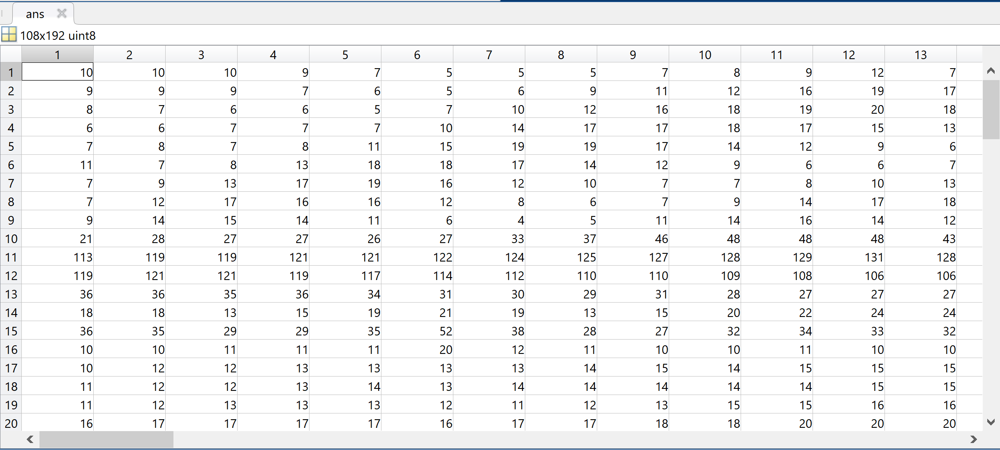 ans
108x192 uint8
1 2 3 4 5 6 7 8 9 10 11 12 13
1 10 10 10 9 7 5 5 5 7 8 9 12 7
2 9 9 9 7 6 5 6 9 11 12 16 19 17
3 8 7 6 6 5 7 10 12 16 18 19 20 18
4 6 6 7 7 7 10 14 17 17 18 17 15 13
5 7 8 7 8 11 15 19 19 17 14 12 9 6
6 11 7 8 13 18 18 17 14 12 9 6 6 7
7 7 9 13 17 19 16 12 10 7 7 8 10 13
8 7 12 17 16 16 12 8 6 7 9 14 17 18
9 9 14 15 14 11 6 4 5 11 14 16 14 12
10 21 28 27 27 26 27 33 37 46 48 48 48 43
11 113 119 119 121 121 122 124 125 127 128 129 131 128
12 119 121 121 119 117 114 112 110 110 109 108 106 106
13 36 36 35 36 34 31 30 29 31 28 27 27 27
14 18 18 13 15 19 21 19 13 15 20 22 24 24
15 36 35 29 29 35 52 38 28 27 32 34 33 32
16 10 10 11 11 11 20 12 11 10 10 11 10 10
17 10 12 12 13 13 13 13 14 15 14 15 15 15
18 11 12 12 13 14 13 14 14 14 14 14 15 15
19 11 12 13 13 13 12 11 12 13 15 15 16 16
20 16 17 17 17 17 16 17 17 18 18 20 20 20